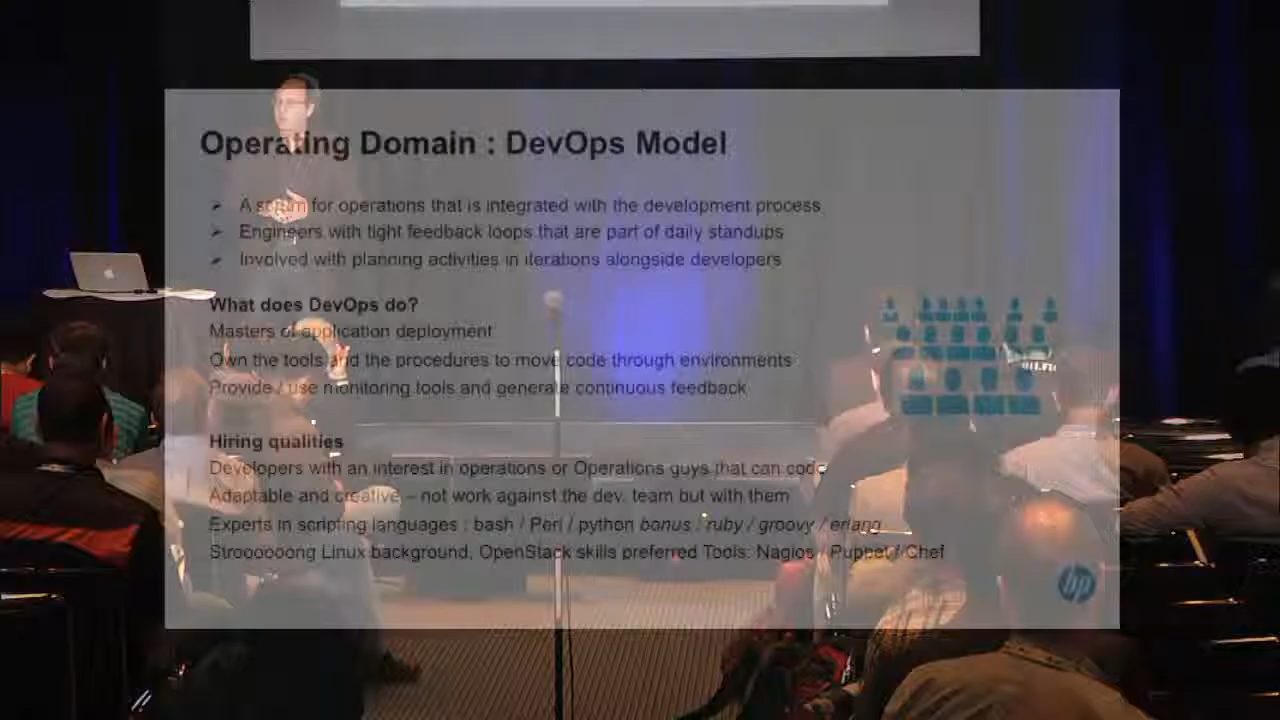 Operating Domain : DevOps Model
A scrum for operations that is integrated with the development process
Engineers with tight feedback loops that are part of daily standups
Involved with planning activities in iterations alongside developers
What does DevOps do?
Masters of application deployment
Own the tools and the procedures to move code through environments
Provide / use monitoring tools and generate continuous feedback
Hiring qualities
Developers with an interest in operations or Operations guys that can code
Adaptable and creative – not work against the dev. team but with them
Experts in scripting languages : bash / Perl / python bonus / ruby / groovy / erlang
Stroooooong Linux background, OpenStack skills preferred Tools: Nagios / Puppet / Chef
hp